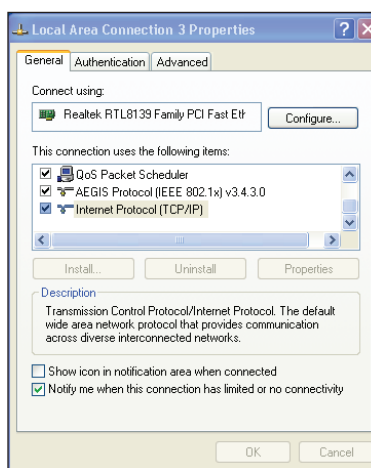 Local Area Connection 3 Properties
General Authentication Advanced
Connect using:
Realtek RTL8139 Family PCI Fast Eth
Configure...
This connection uses the following items:
QoS Packet Scheduler
AEGIS Protocol (IEEE 802.1x) v3.4.3.0
Internet Protocol (TCP/IP)
Install... Uninstall Properties
Description
Transmission Control Protocol/Internet Protocol. The default
wide area network protocol that provides communication
across diverse interconnected networks.
Show icon in notification area when connected
Notify me when this connection has limited or no connectivity
OK Cancel